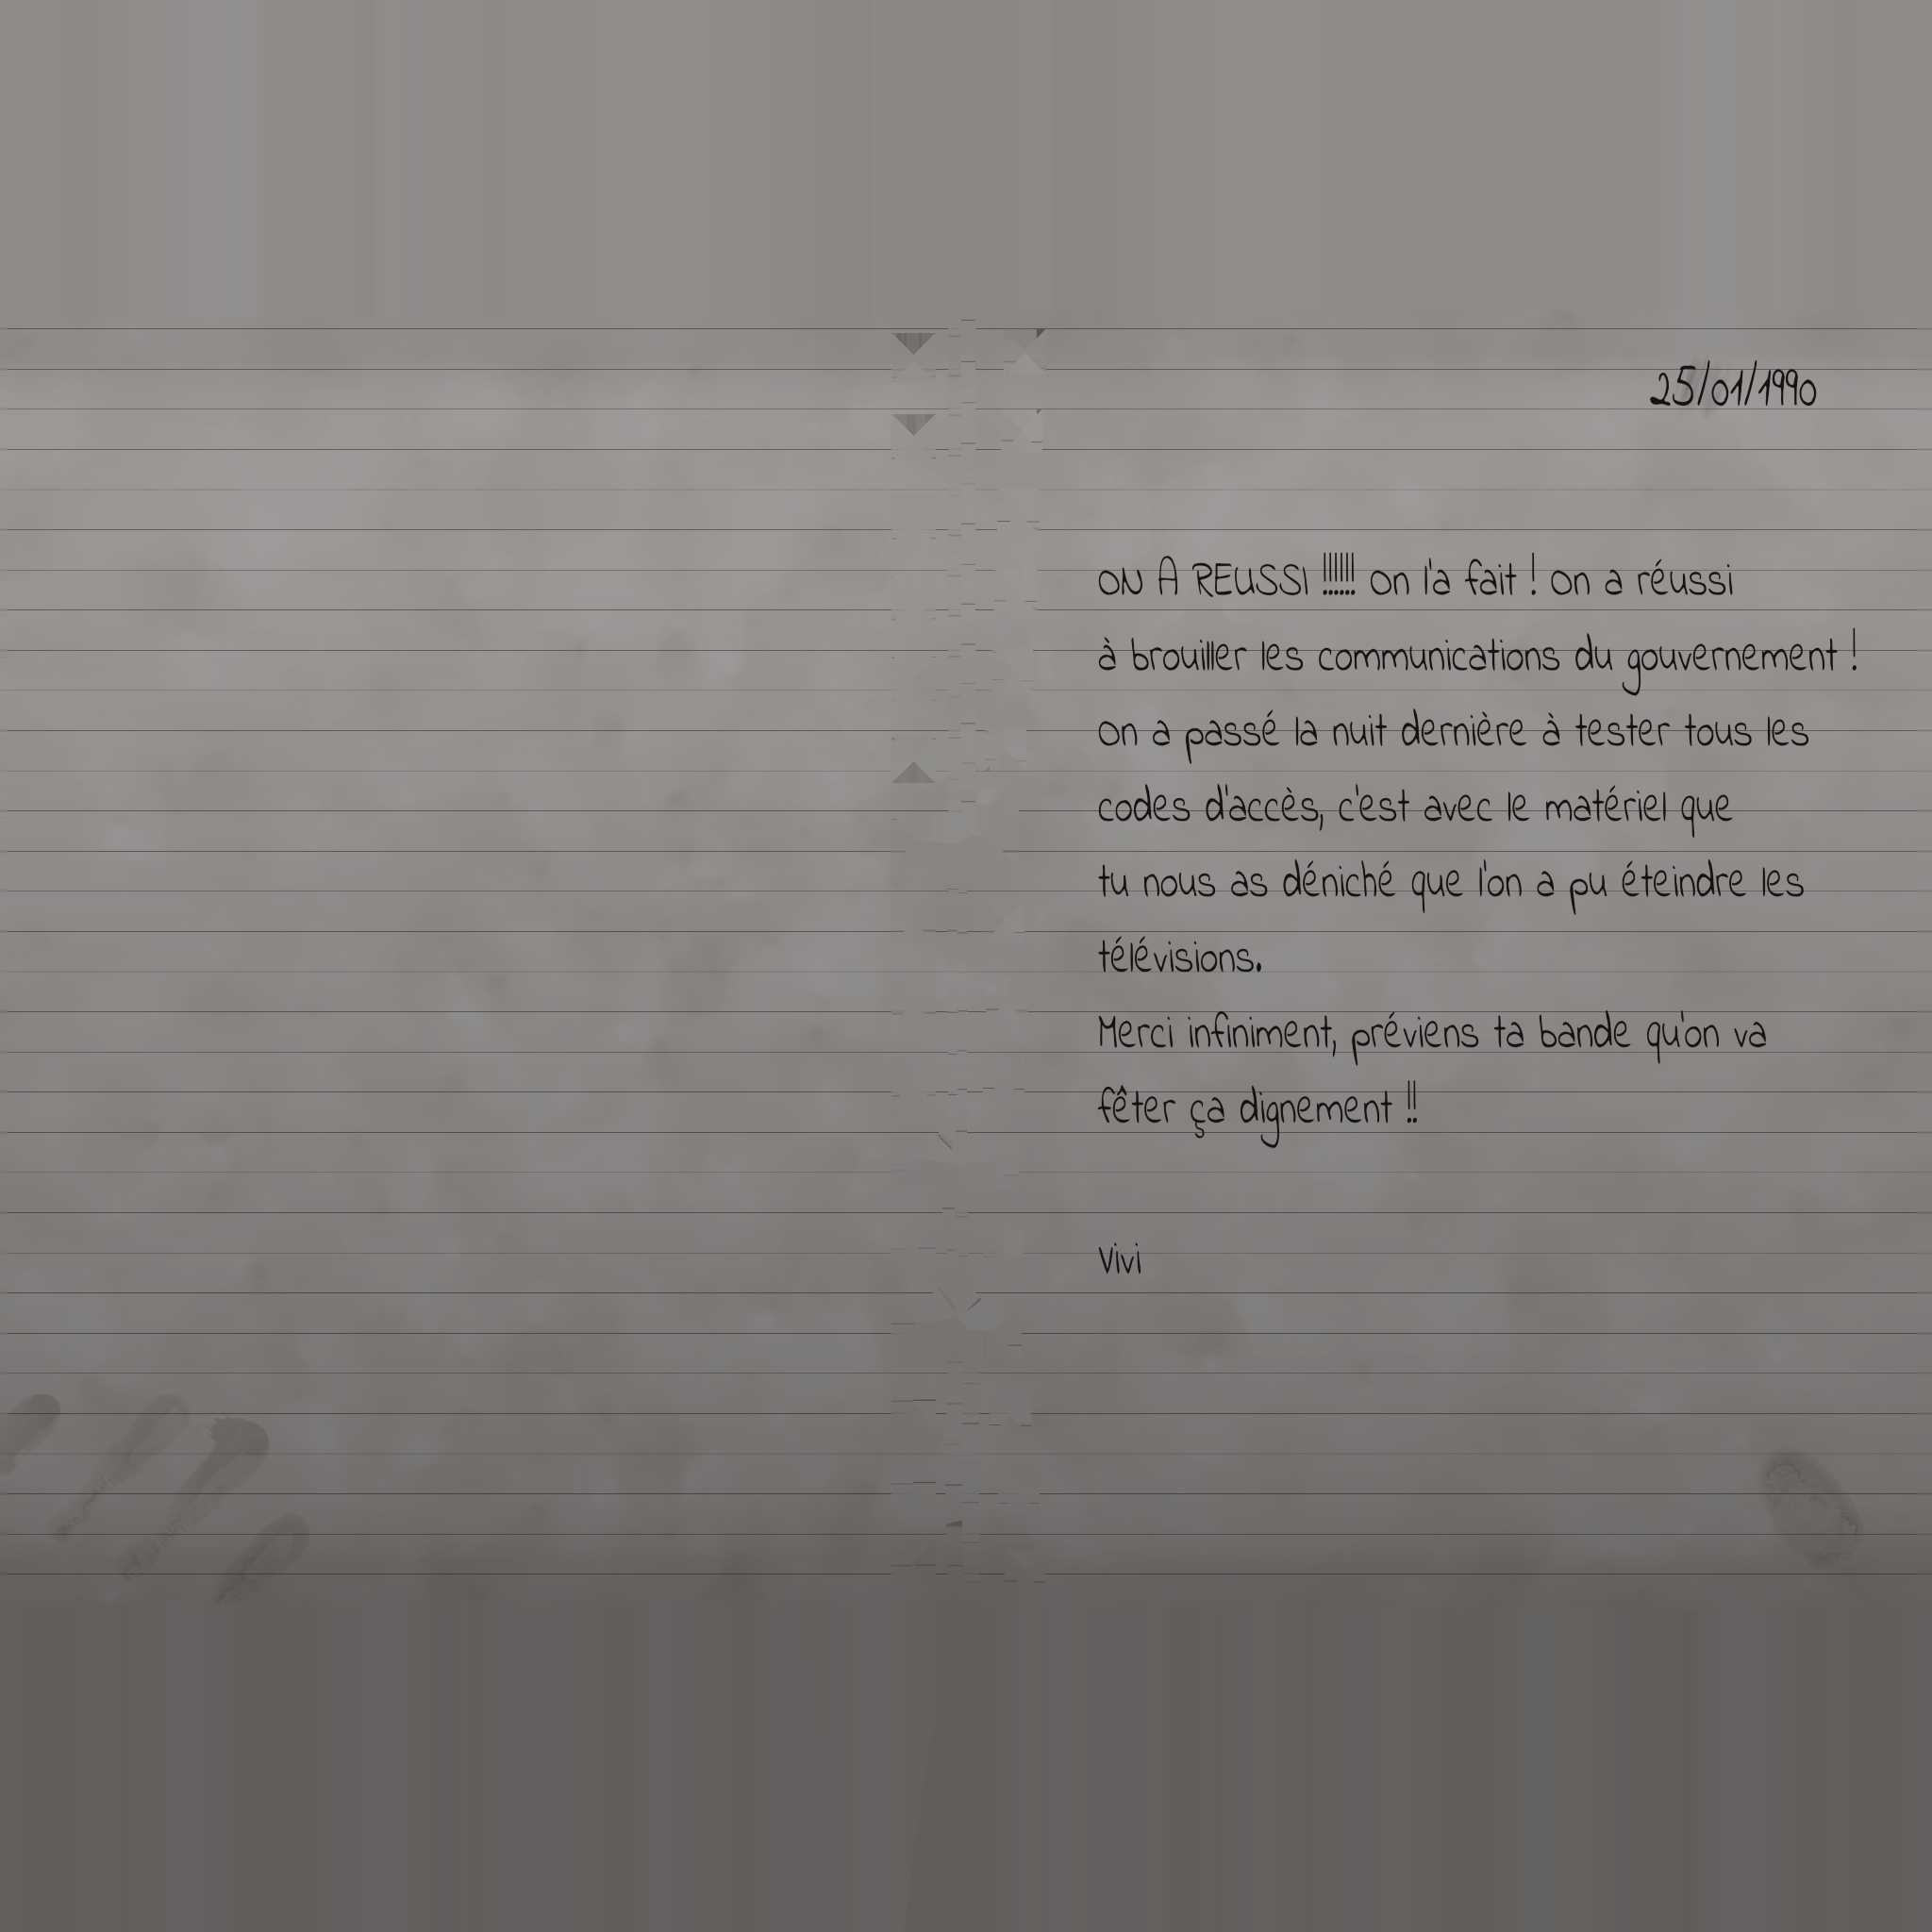 25/01/1990
ON A REUSSI !!!!!! on l'a fait ! on a réussi
à brouiller les communications du gouvernement !
on a passé la nuit dernière à tester tous les
codes d'accès, c'est avec le matériel que
tu nous as déniché que l'on a pu éteindre les
télévisions.
Merci infiniment, préviens ta bande qu'on va
fêter ça dignement !!
Vivi